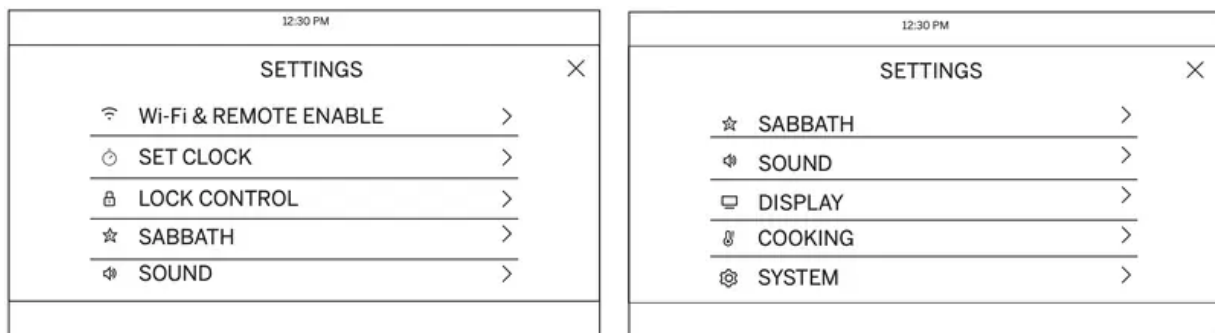 12:30 PM
SETTINGS
Wi-Fi & REMOTE ENABLE
SET CLOCK
LOCK CONTROL
SABBATH
SOUND
12:30 PM
SETTINGS
SABBATH
SOUND
DISPLAY
COOKING
SYSTEM